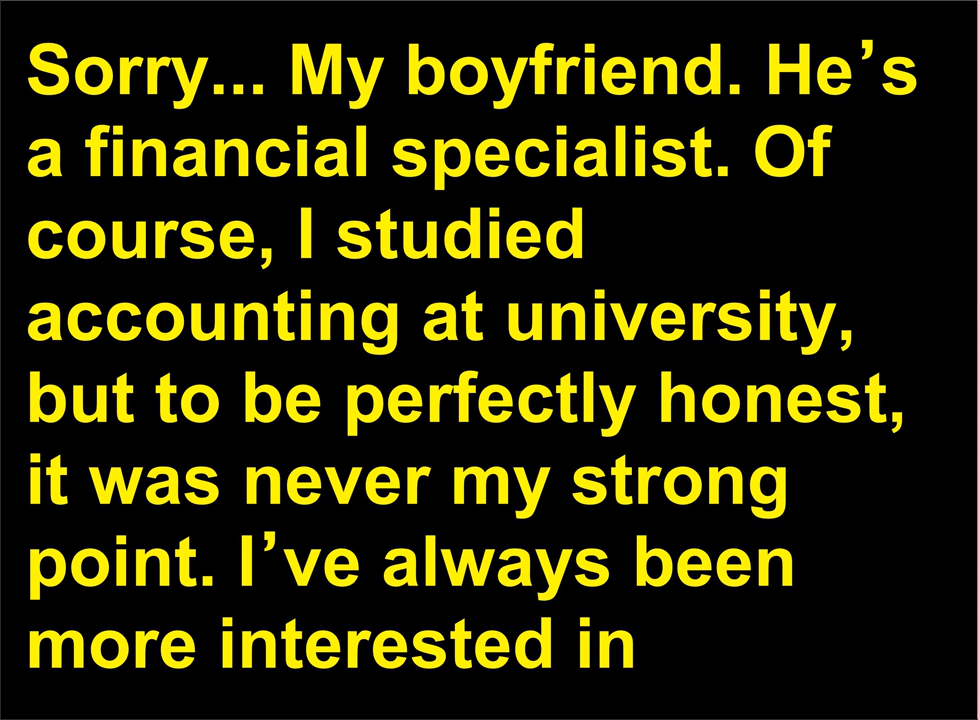 Sorry... My boyfriend. He’s
a financial specialist. Of
course, I studied
accounting at university,
but to be perfectly honest,
it was never my strong
point. I’ve always been
more interested in